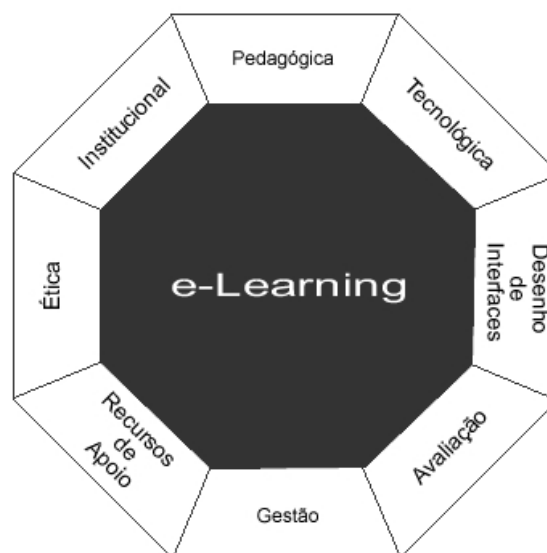 Pedagógica
Tecnológica
Desenho
de
Interfaces
Avaliação
Gestão
Recursos
de
Apoio
Ética
Institucional
e-Learning